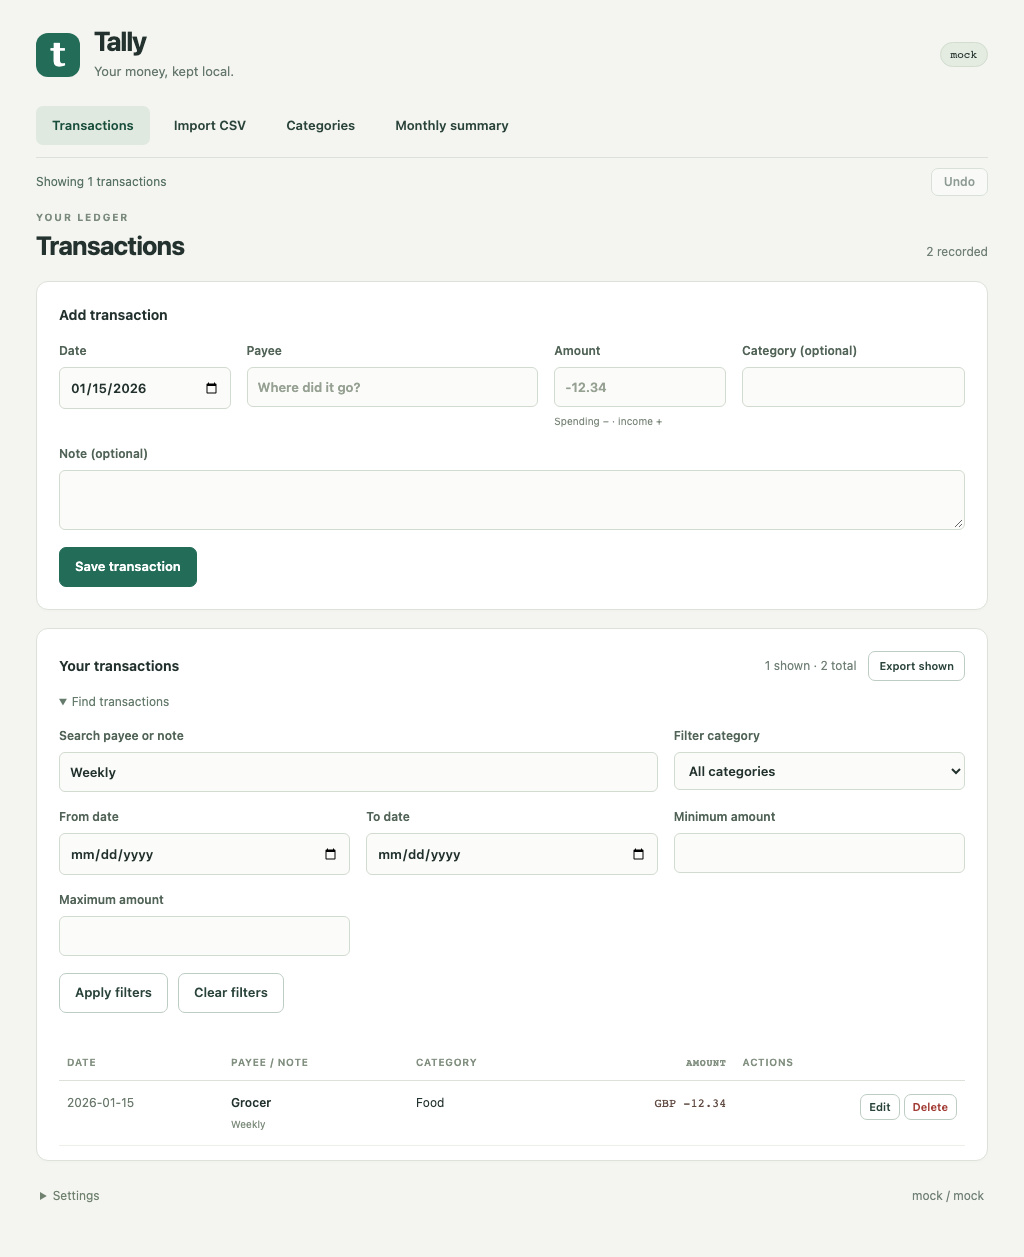 t
Tally
Your money, kept local.
mock
Transactions Import CSV Categories Monthly summary
Showing 1 transactions Undo
YOUR LEDGER
Transactions
2 recorded
Add transaction
Date Payee Amount Category (optional)
01/15/2026 Where did it go? -12.34
Spending − · income +
Note (optional)
Save transaction
Your transactions 1 shown · 2 total Export shown
▼ Find transactions
Search payee or note Filter category
Weekly All categories
From date To date Minimum amount
mm/dd/yyyy mm/dd/yyyy
Maximum amount
Apply filters Clear filters
DATE PAYEE / NOTE CATEGORY AMOUNT ACTIONS
2026-01-15 Grocer Food GBP −12.34 Edit Delete
Weekly
▶ Settings mock / mock